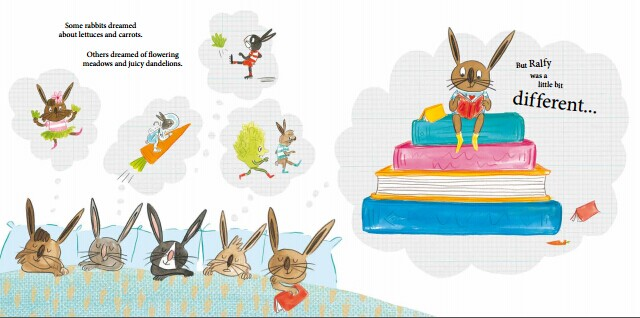 Some rabbits dreamed
about lettuces and carrots.
Others dreamed of flowering
meadows and juicy dandelions.
But Ralfy
was a
little bit
different...